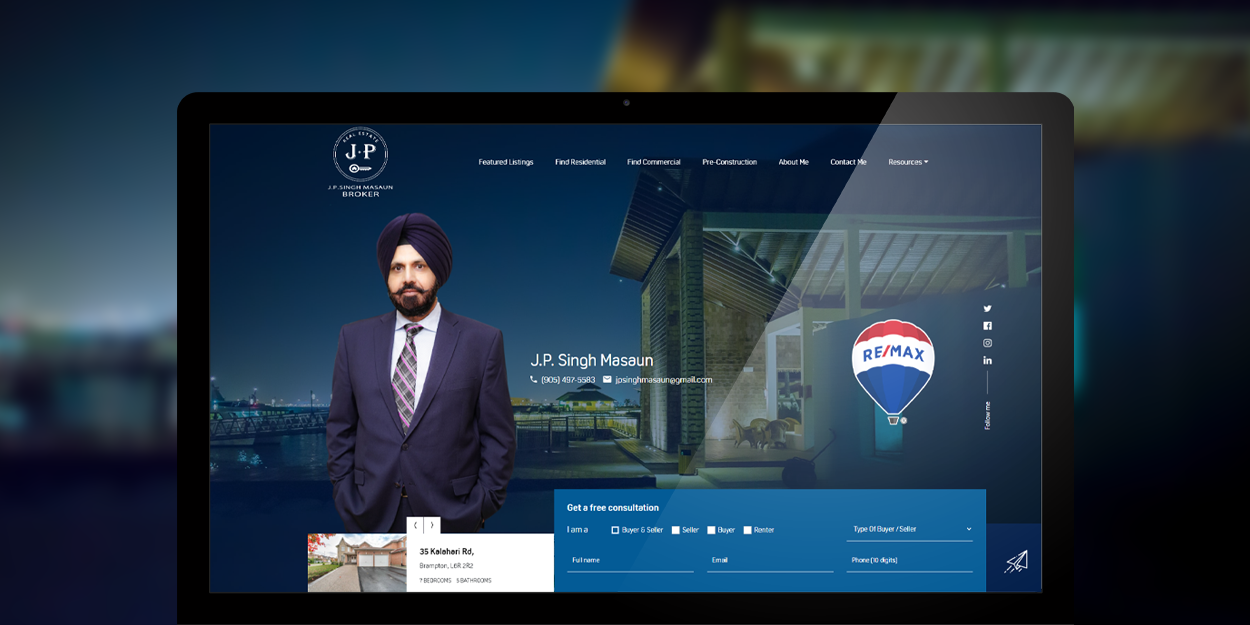 REAL ESTATE
J·P
J.P.SINGH MASAUN
BROKER
Featured Listings Find Residential Find Commercial Pre-Construction About Me Contact Me Resources
J.P. Singh Masaun
(905) 497-5583 jpsinghmasaun@gmail.com
RE/MAX
Follow me
Get a free consultation
I am a Buyer & Seller Seller Buyer Renter Type Of Buyer / Seller
Full name Email Phone (10 digits)
35 Kalahari Rd,
Brampton, L6R 2R2
7 BEDROOMS 5 BATHROOMS